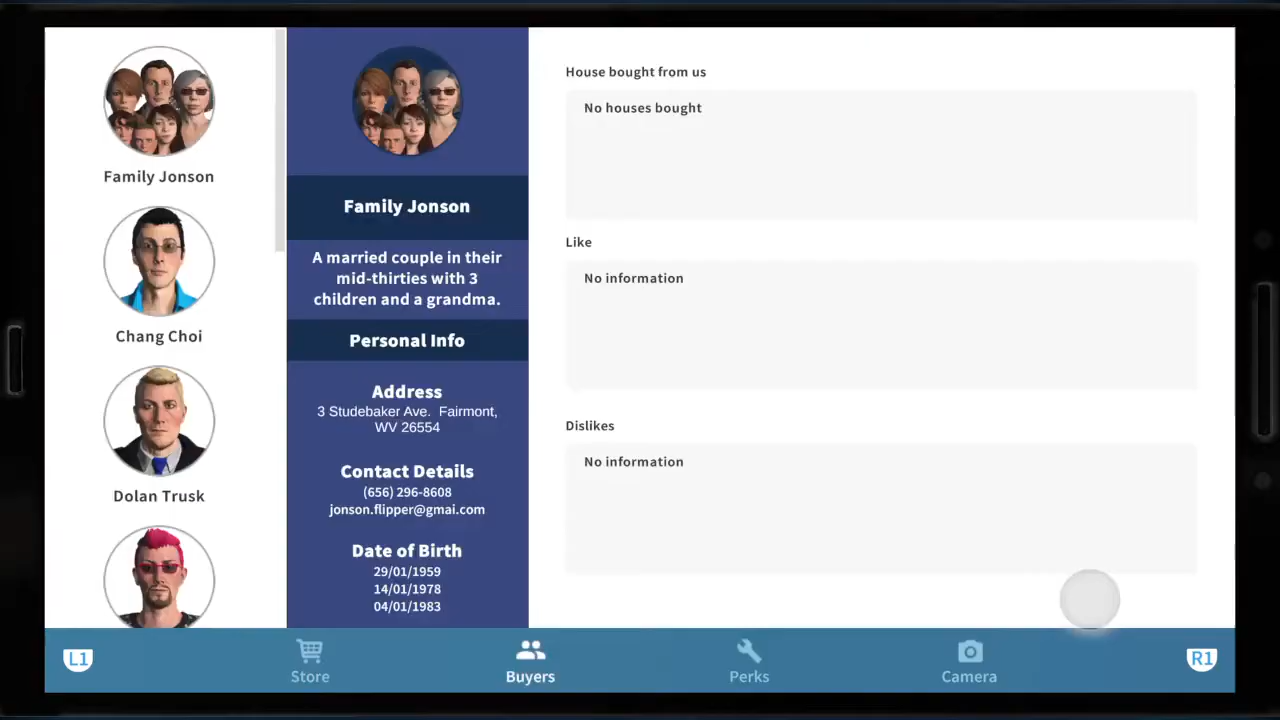 Family Jonson
Chang Choi
Dolan Trusk
Family Jonson
A married couple in their
mid-thirties with 3
children and a grandma.
Personal Info
Address
3 Studebaker Ave.  Fairmont,
WV 26554
Contact Details
(656) 296-8608
jonson.flipper@gmai.com
Date of Birth
29/01/1959
14/01/1978
04/01/1983
House bought from us
No houses bought
Like
No information
Dislikes
No information
L1
Store
Buyers
Perks
Camera
R1